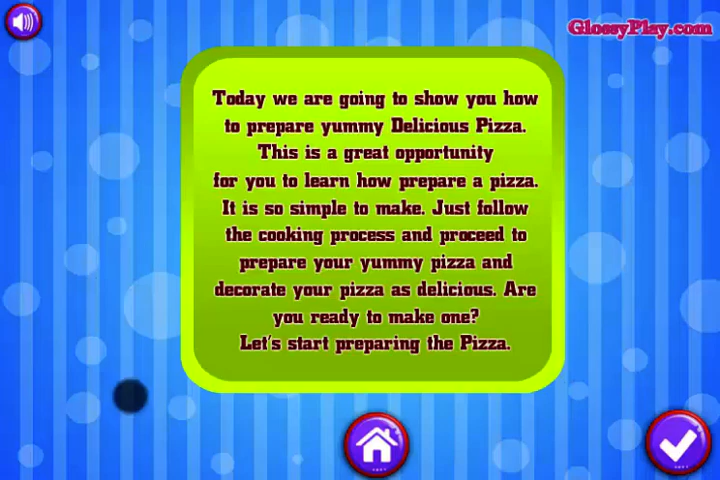 GlossyPlay.com
Today we are going to show you how
to prepare yummy Delicious Pizza.
This is a great opportunity
for you to learn how prepare a pizza.
It is so simple to make. Just follow
the cooking process and proceed to
prepare your yummy pizza and
decorate your pizza as delicious. Are
you ready to make one?
Let's start preparing the Pizza.